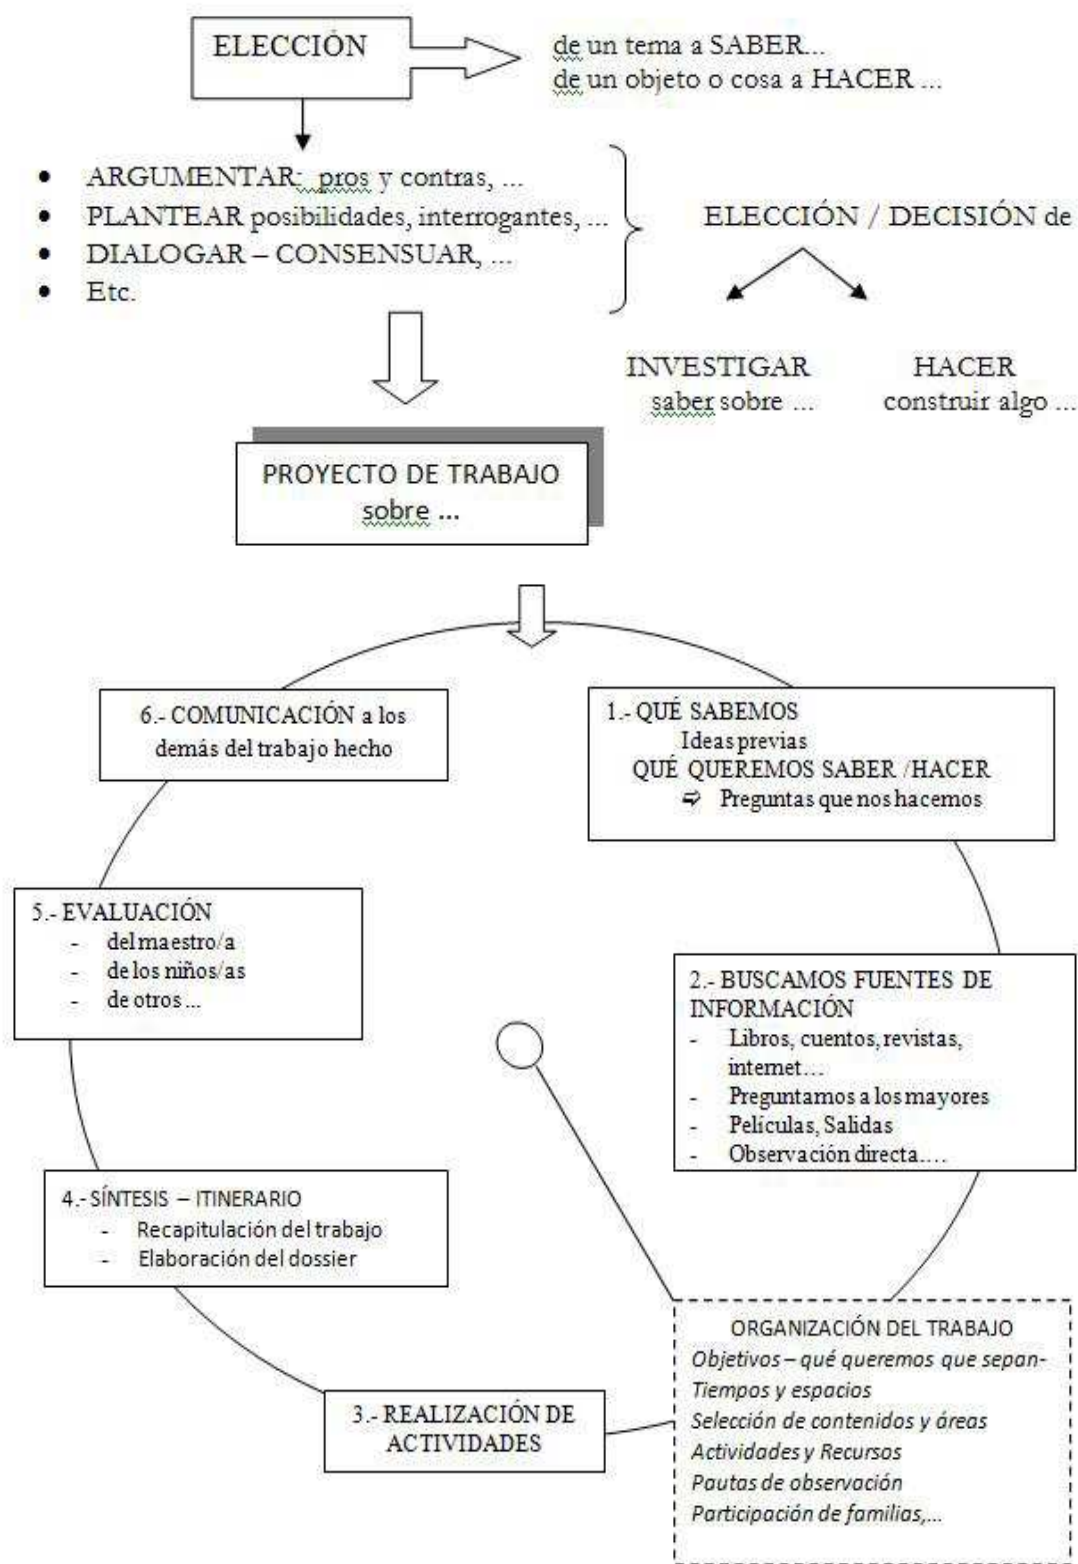 ELECCIÓN
de un tema a SABER...
de un objeto o cosa a HACER ...
• ARGUMENTAR: pros y contras, ...
• PLANTEAR posibilidades, interrogantes, ...
• DIALOGAR – CONSENSUAR, ...
• Etc.
ELECCIÓN / DECISIÓN de
INVESTIGAR
saber sobre ...
HACER
construir algo ...
PROYECTO DE TRABAJO
sobre ...
1.- QUÉ SABEMOS
Ideas previas
QUÉ QUEREMOS SABER /HACER
➪ Preguntas que nos hacemos
2.- BUSCAMOS FUENTES DE
INFORMACIÓN
- Libros, cuentos, revistas,
internet...
- Preguntamos a los mayores
- Películas, Salidas
- Observación directa....
ORGANIZACIÓN DEL TRABAJO
Objetivos – qué queremos que sepan-
Tiempos y espacios
Selección de contenidos y áreas
Actividades y Recursos
Pautas de observación
Participación de familias,...
3.- REALIZACIÓN DE
ACTIVIDADES
4.- SÍNTESIS – ITINERARIO
- Recapitulación del trabajo
- Elaboración del dossier
5.- EVALUACIÓN
- del maestro/a
- de los niños/as
- de otros ...
6.- COMUNICACIÓN a los
demás del trabajo hecho